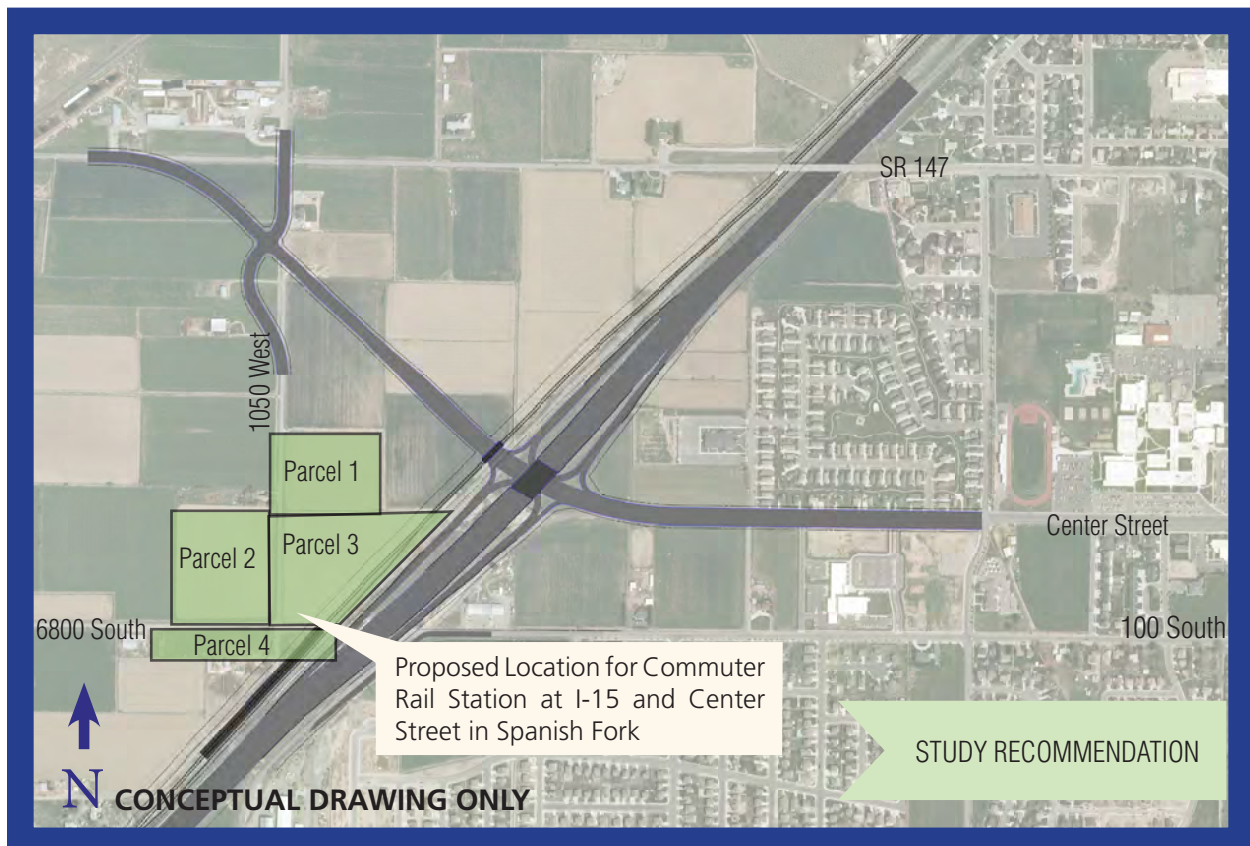 SR 147
1050 West
Parcel 1
Parcel 2
Parcel 3
Center Street
6800 South
Parcel 4
100 South
Proposed Location for Commuter
Rail Station at I-15 and Center
Street in Spanish Fork
STUDY RECOMMENDATION
N
CONCEPTUAL DRAWING ONLY